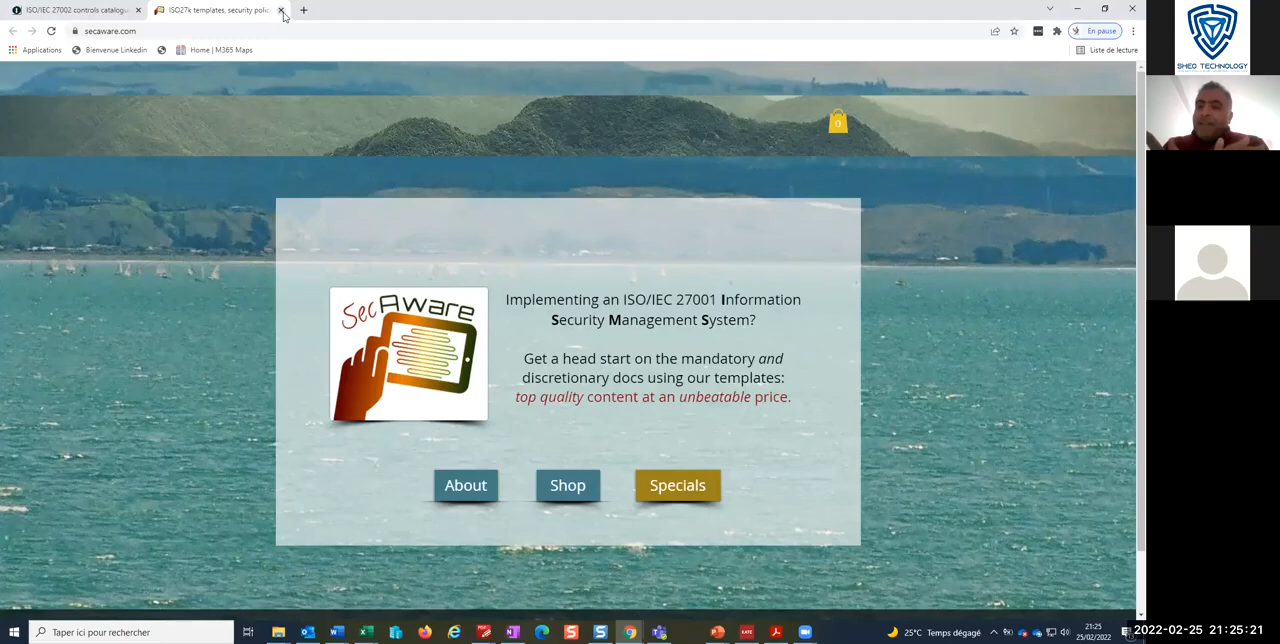 ISO/IEC 27002 controls catalogu
ISO27k templates, security polic
secaware.com
En pause
Applications
Bienvenue Linkedin
Home | M365 Maps
Liste de lecture
SHEO TECHNOLOGY
0
SecAware
Implementing an ISO/IEC 27001 Information
Security Management System?
Get a head start on the mandatory and
discretionary docs using our templates:
top quality content at an unbeatable price.
About
Shop
Specials
Taper ici pour rechercher
25°C Temps dégagé
21:25
25/02/2022
2022-02-25 21:25:21